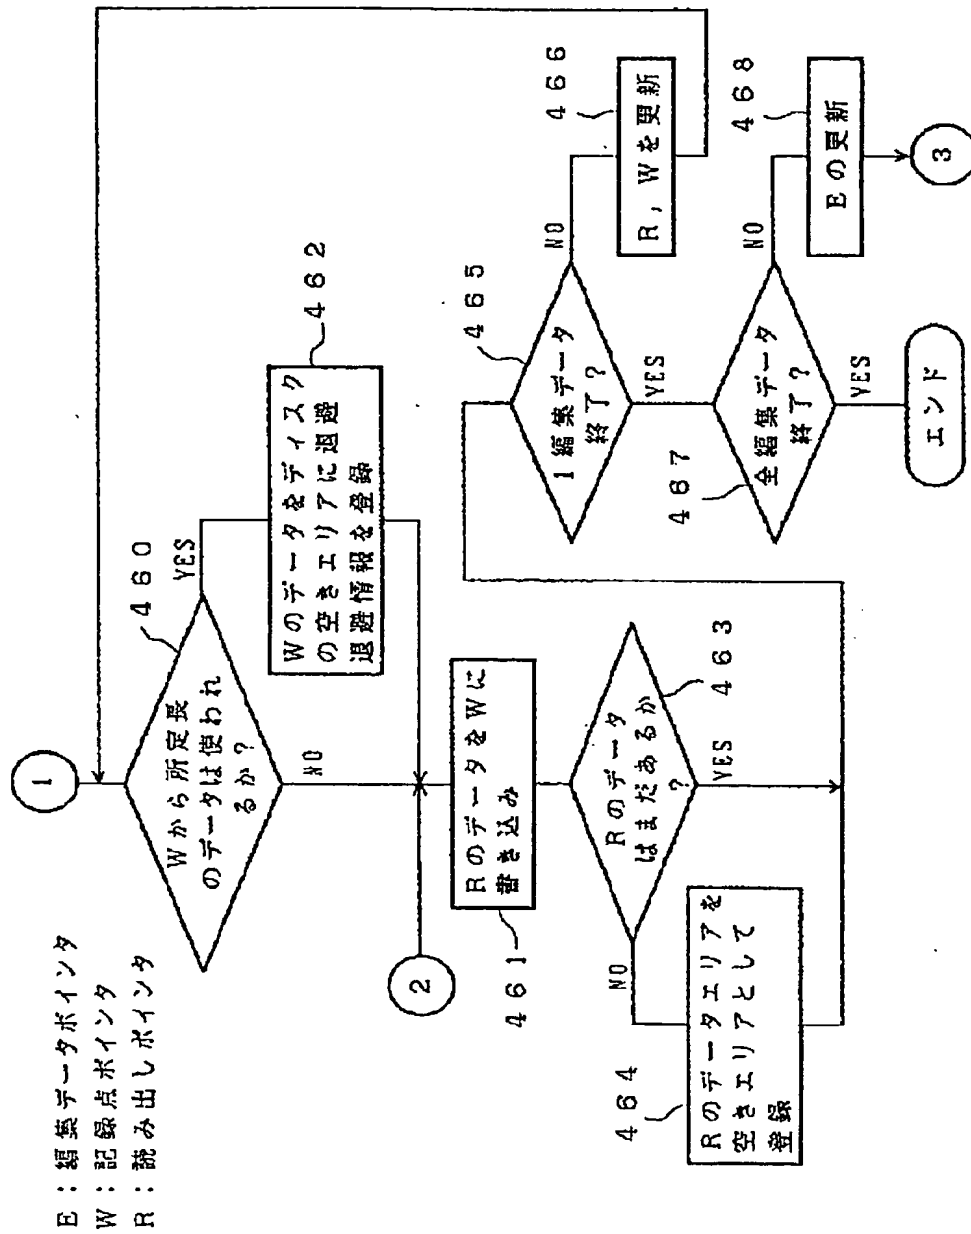 E：編集データポインタ
W：記録点ポインタ
R：読み出しポインタ
1
Wから所定長
のデータは使われ
るか？
460
YES
NO
Wのデータをディスク
の空きエリアに退避
退避情報を登録
462
2
RのデータをWに
書き込み
461
Rのデータ
はまだあるか
？
463
NO
YES
Rのデータエリアを
空きエリアとして
登録
464
1編集データ
終了？
465
NO
YES
R，Wを更新
466
全編集データ
終了？
467
NO
YES
Eの更新
468
3
エンド